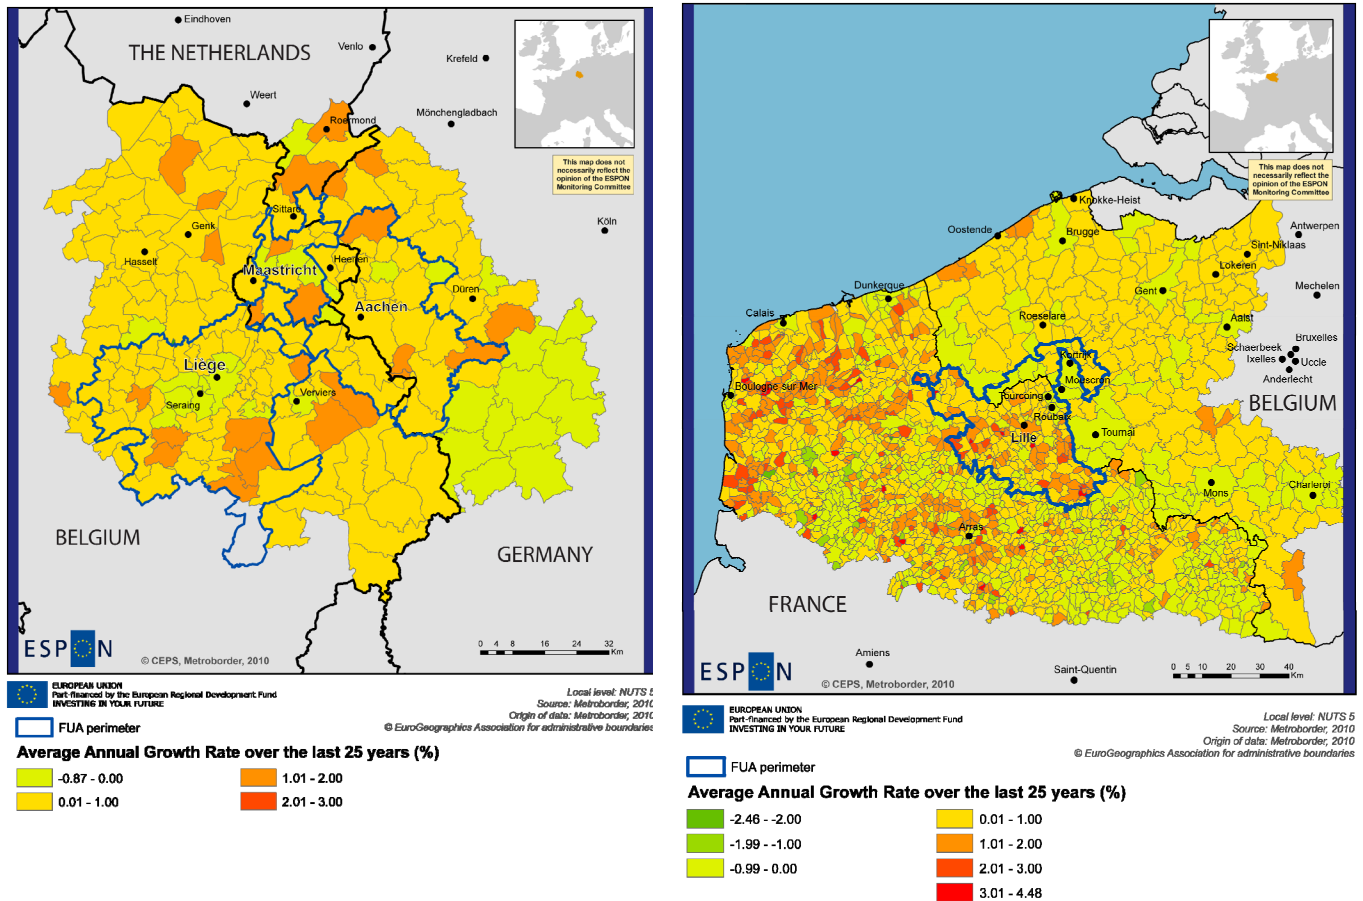 Eindhoven
THE NETHERLANDS
Venlo
Krefeld
Weert
Mönchengladbach
Roermond
This map does not
necessarily reflect the
opinion of the ESPON
Monitoring Committee
Sittard
Köln
Genk
Hasselt
Heerlen
Maastricht
Düren
Aachen
Liège
Seraing
Verviers
BELGIUM
GERMANY
ESPON
© CEPS, Metroborder, 2010
0 4 8 16 24 32
Km
EUROPEAN UNION
Part-financed by the European Regional Development Fund
INVESTING IN YOUR FUTURE
Local level: NUTS 5
Source: Metroborder, 2010
Origin of data: Metroborder, 2010
© EuroGeographics Association for administrative boundaries
FUA perimeter
Average Annual Growth Rate over the last 25 years (%)
-0.87 - 0.00
0.01 - 1.00
1.01 - 2.00
2.01 - 3.00
This map does not
necessarily reflect the
opinion of the ESPON
Monitoring Committee
Knokke-Heist
Oostende
Brugge
Antwerpen
Sint-Niklaas
Lokeren
Dunkerque
Gent
Mechelen
Calais
Roeselare
Aalst
Bruxelles
Schaerbeek
Ixelles
Uccle
Kortrijk
Anderlecht
Mouscron
Boulogne sur Mer
Tourcoing
BELGIUM
Roubaix
Lille
Tournai
Mons
Charleroi
Arras
FRANCE
Amiens
Saint-Quentin
ESPON
© CEPS, Metroborder, 2010
0 5 10 20 30 40
Km
EUROPEAN UNION
Part-financed by the European Regional Development Fund
INVESTING IN YOUR FUTURE
Local level: NUTS 5
Source: Metroborder, 2010
Origin of data: Metroborder, 2010
© EuroGeographics Association for administrative boundaries
FUA perimeter
Average Annual Growth Rate over the last 25 years (%)
-2.46 - -2.00
-1.99 - -1.00
-0.99 - 0.00
0.01 - 1.00
1.01 - 2.00
2.01 - 3.00
3.01 - 4.48